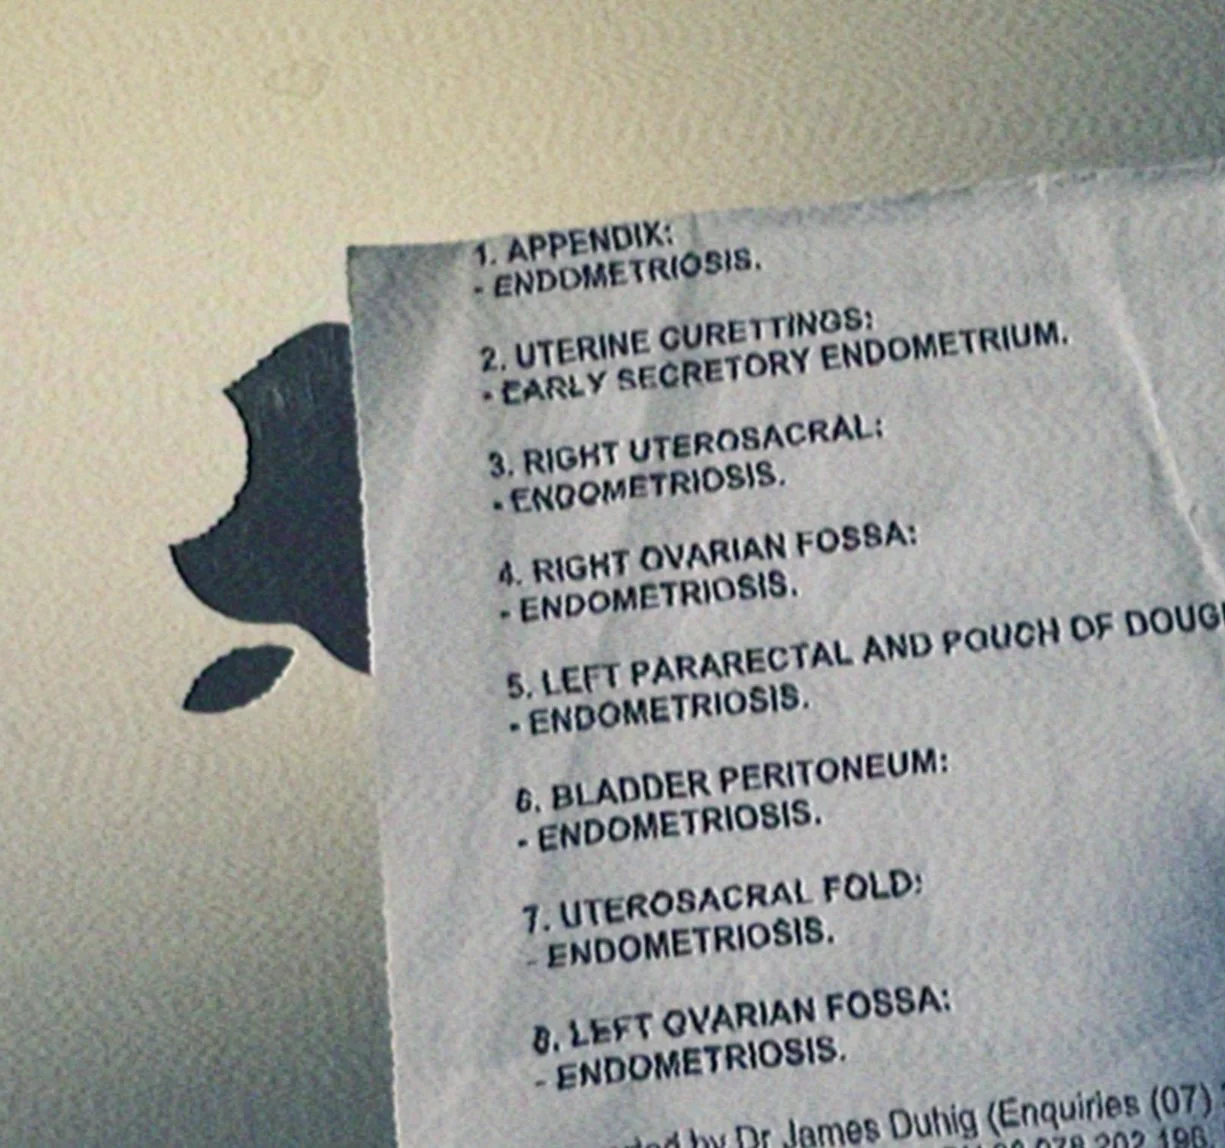 1. APPENDIX:
- ENDOMETRIOSIS.
2. UTERINE CURETTINGS:
- EARLY SECRETORY ENDOMETRIUM.
3. RIGHT UTEROSACRAL:
- ENDOMETRIOSIS.
4. RIGHT OVARIAN FOSSA:
- ENDOMETRIOSIS.
5. LEFT PARARECTAL AND POUCH OF DOUG
- ENDOMETRIOSIS.
6. BLADDER PERITONEUM:
- ENDOMETRIOSIS.
7. UTEROSACRAL FOLD:
- ENDOMETRIOSIS.
8. LEFT OVARIAN FOSSA:
- ENDOMETRIOSIS.
by Dr James Duhig (Enquiries (07)